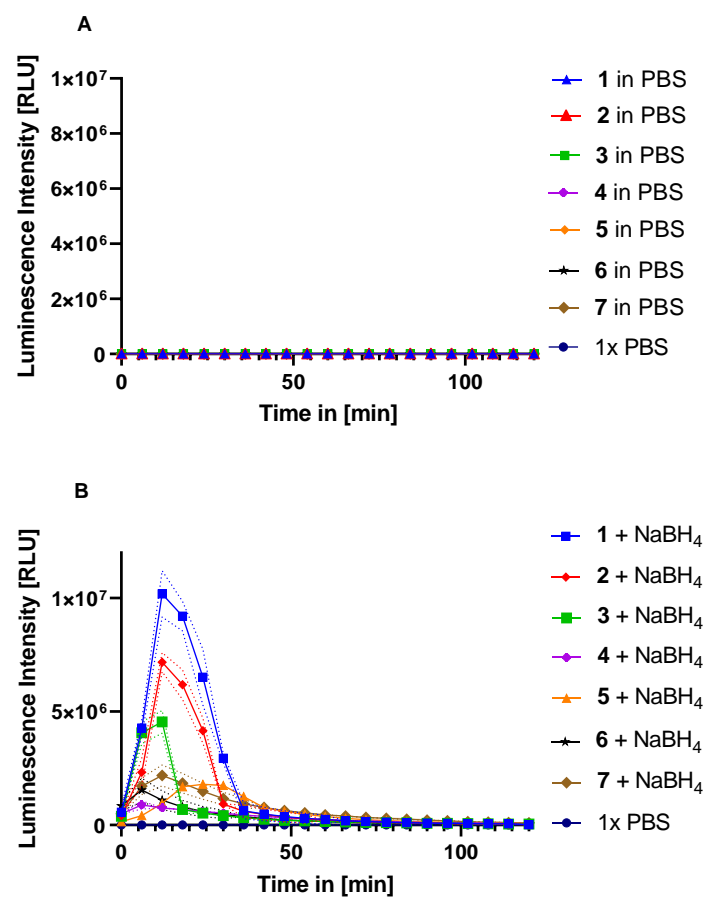 A
Luminescence Intensity [RLU]
1×10⁷
8×10⁶
6×10⁶
4×10⁶
2×10⁶
0
0 50 100
Time in [min]
1 in PBS
2 in PBS
3 in PBS
4 in PBS
5 in PBS
6 in PBS
7 in PBS
1x PBS
B
Luminescence Intensity [RLU]
1×10⁷
5×10⁶
0
0 50 100
Time in [min]
1 + NaBH₄
2 + NaBH₄
3 + NaBH₄
4 + NaBH₄
5 + NaBH₄
6 + NaBH₄
7 + NaBH₄
1x PBS